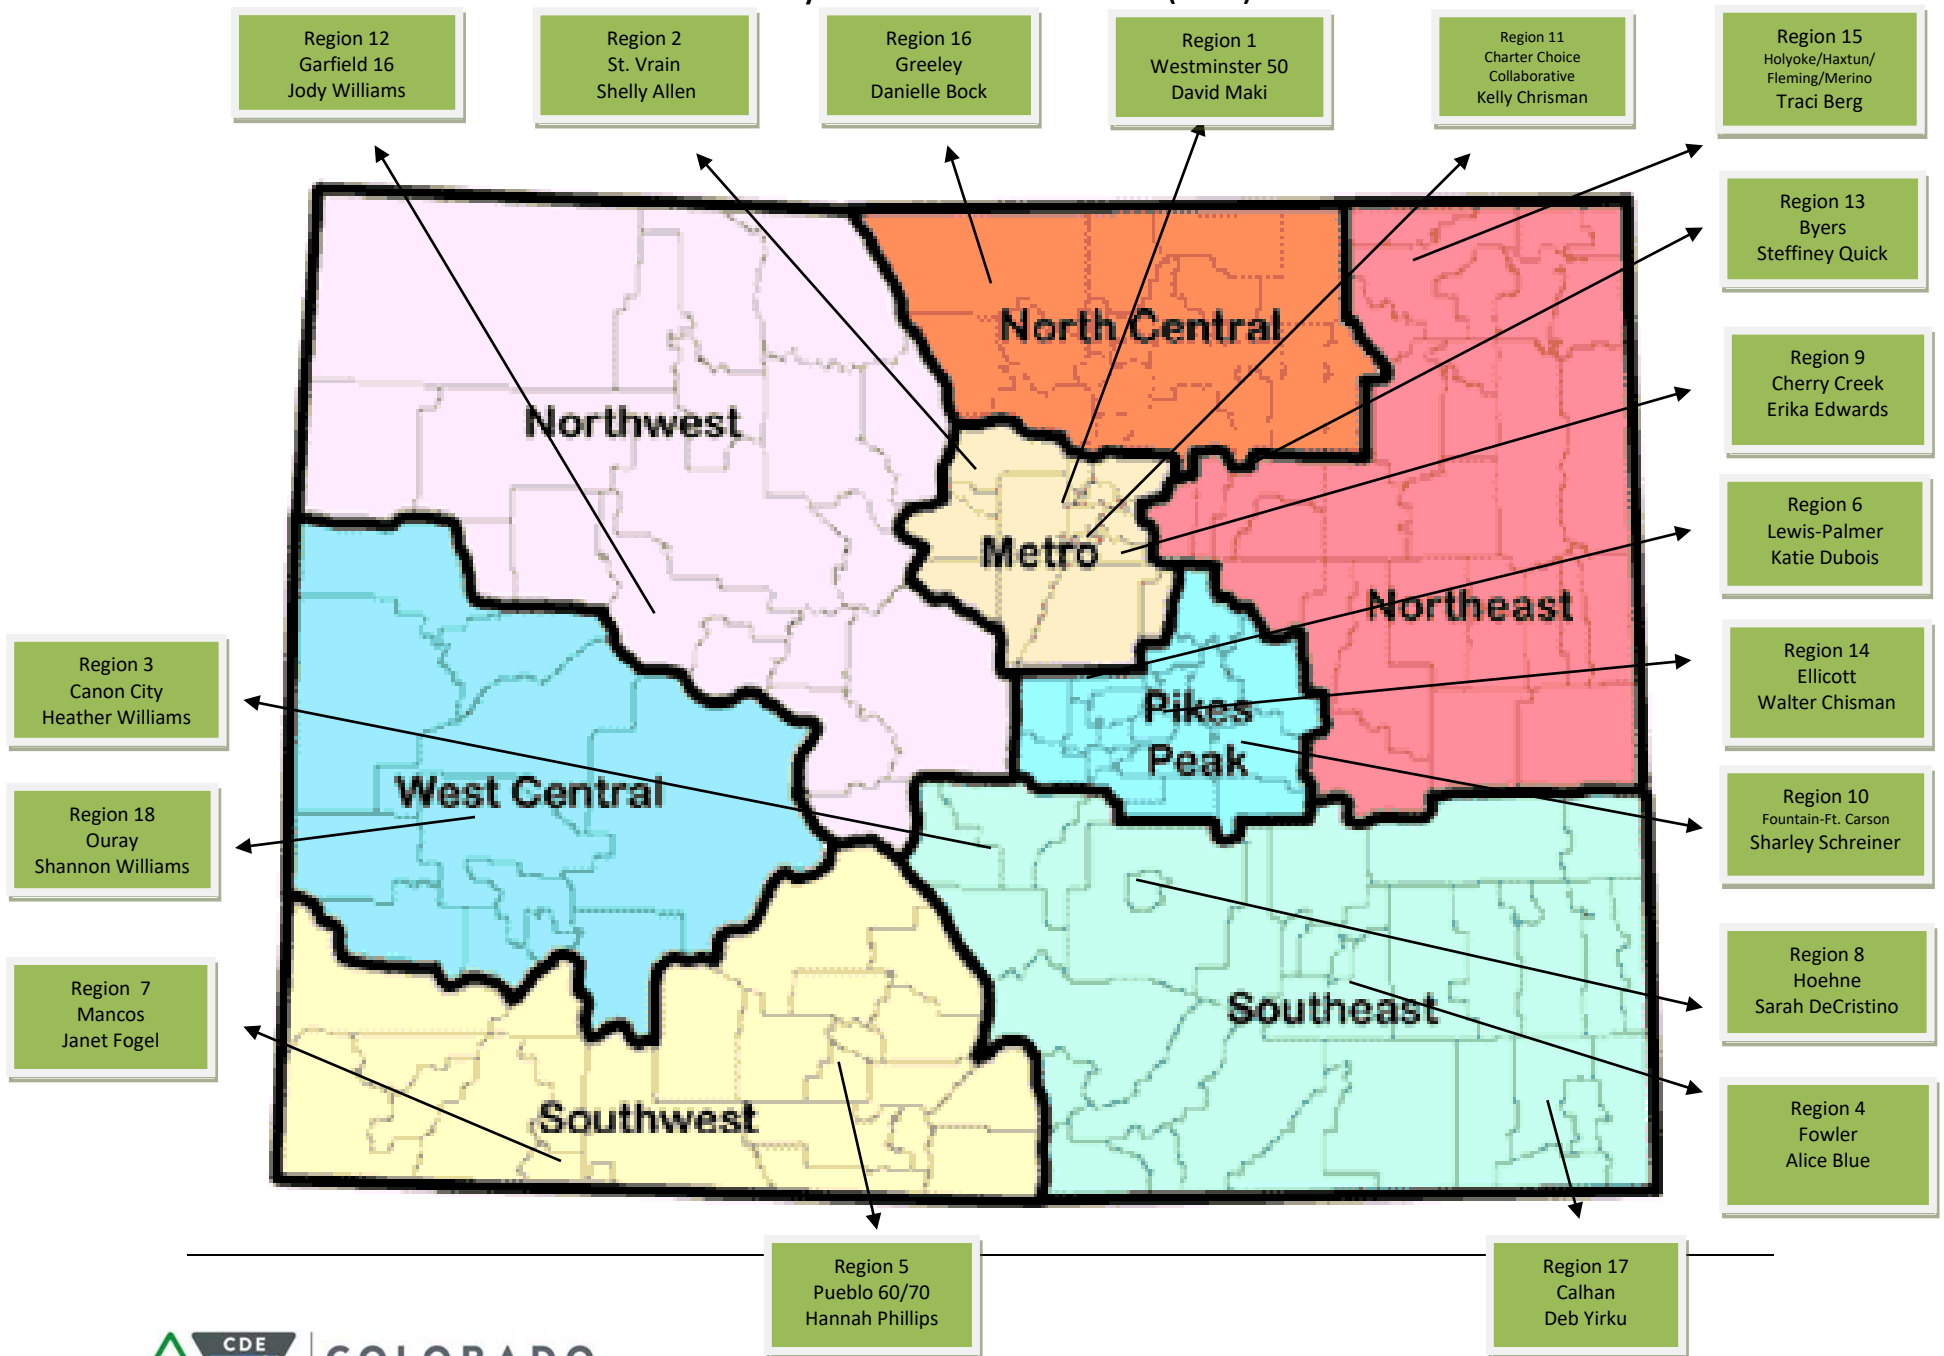 Region 12
Garfield 16
Jody Williams
Region 2
St. Vrain
Shelly Allen
Region 16
Greeley
Danielle Bock
Region 1
Westminster 50
David Maki
Region 11
Charter Choice
Collaborative
Kelly Chrisman
Region 15
Holyoke/Haxtun/
Fleming/Merino
Traci Berg
Region 13
Byers
Steffiney Quick
Region 9
Cherry Creek
Erika Edwards
Region 6
Lewis-Palmer
Katie Dubois
Region 14
Ellicott
Walter Chisman
Region 10
Fountain-Ft. Carson
Sharley Schreiner
Region 8
Hoehne
Sarah DeCristino
Region 4
Fowler
Alice Blue
Region 3
Canon City
Heather Williams
Region 18
Ouray
Shannon Williams
Region 7
Mancos
Janet Fogel
North Central
Northwest
Metro
Northeast
Pikes
Peak
West Central
Southeast
Southwest
Region 5
Pueblo 60/70
Hannah Phillips
Region 17
Calhan
Deb Yirku
CDE
COLORADO